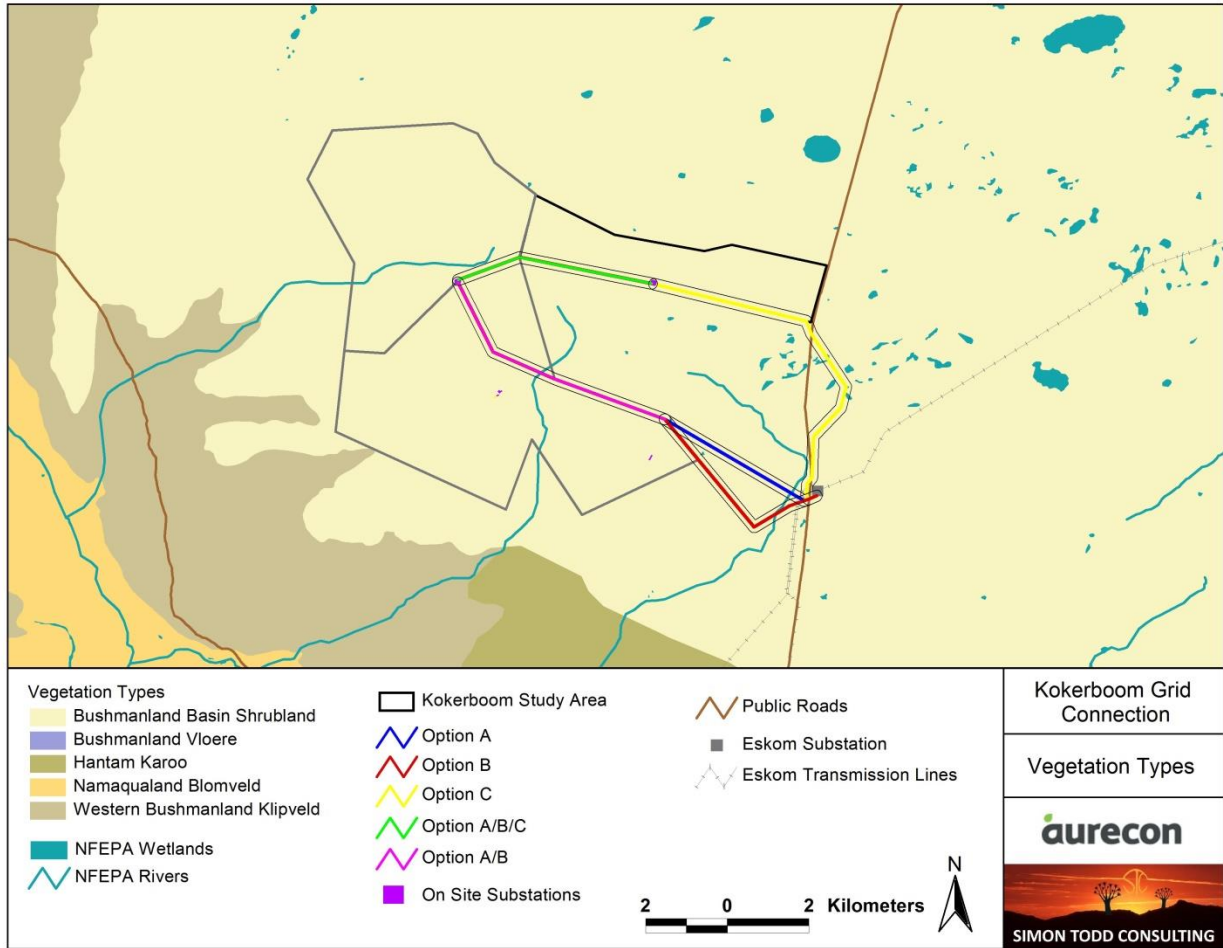 Vegetation Types
Bushmanland Basin Shrubland
Bushmanland Vloere
Hantam Karoo
Namaqualand Blomveld
Western Bushmanland Klipveld
NFEPA Wetlands
NFEPA Rivers
Kokerboom Study Area
Option A
Option B
Option C
Option A/B/C
Option A/B
On Site Substations
Public Roads
Eskom Substation
Eskom Transmission Lines
N
2 0 2 Kilometers
Kokerboom Grid
Connection
Vegetation Types
aurecon
STC
SIMON TODD CONSULTING